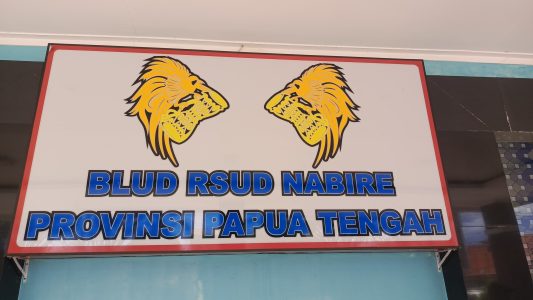 BLUD RSUD NABIRE
PROVINSI PAPUA TENGAH